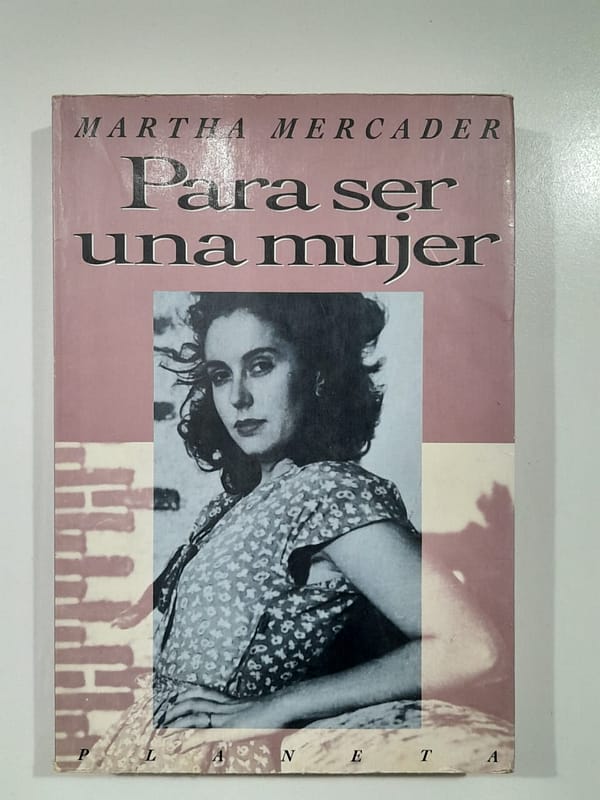 MARTHA MERCADER
Para ser
una mujer
PLANETA